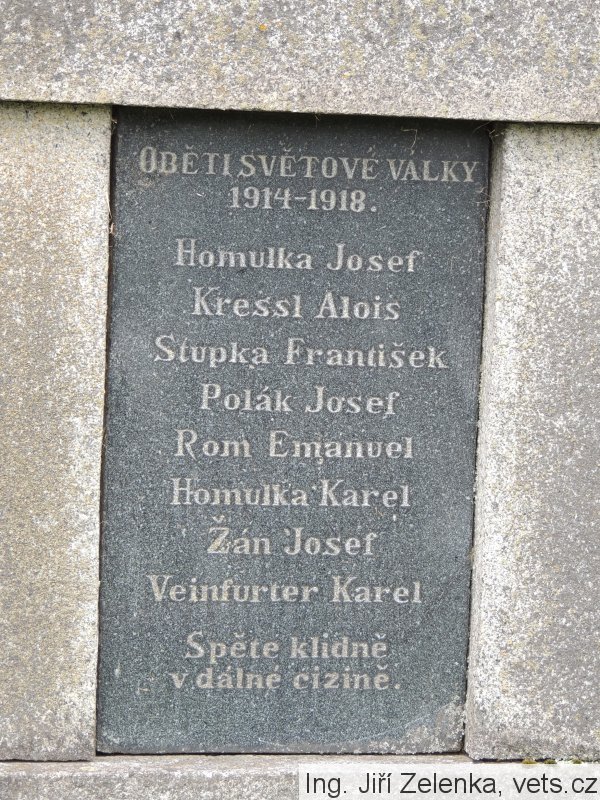 OBĚTI SVĚTOVÉ VÁLKY
1914-1918.
Homulka Josef
Kressl Alois
Stupka František
Polák Josef
Rom Emanuel
Homulka Karel
Žán Josef
Veinfurter Karel
Spěte klidně
v dálné cizině.
Ing. Jiří Zelenka, vets.cz